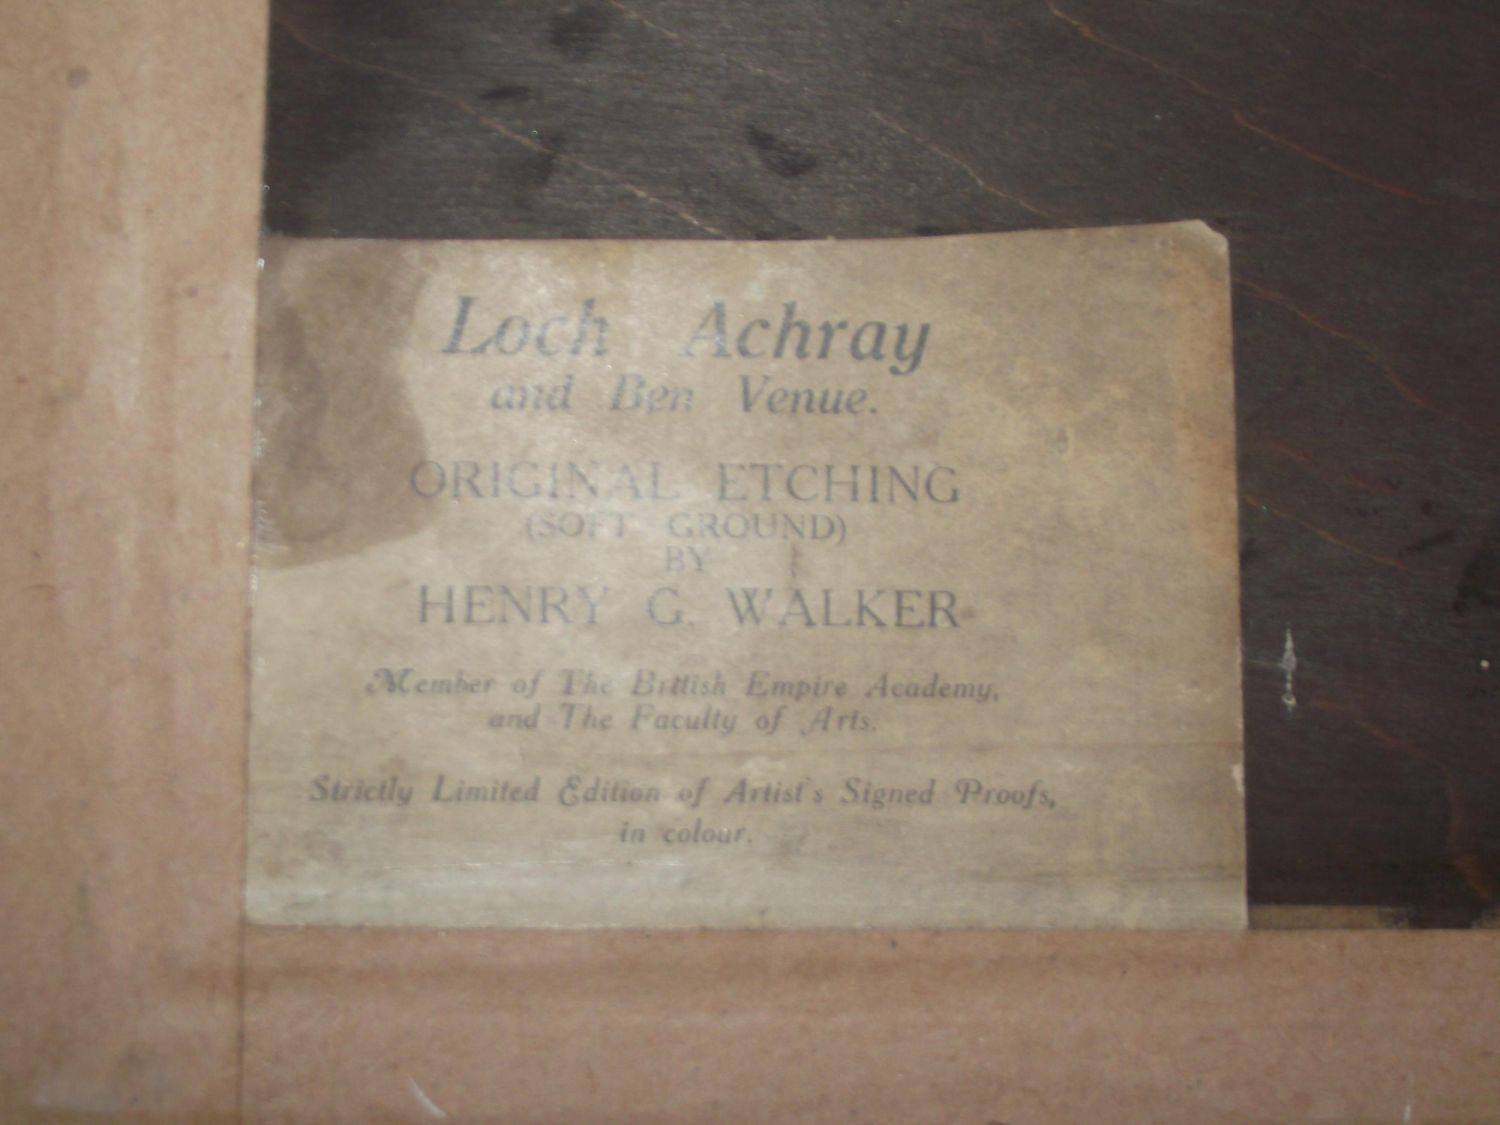 Loch Achray
and Ben Venue.
ORIGINAL ETCHING
(SOFT GROUND)
BY
HENRY G. WALKER
Member of The British Empire Academy,
and The Faculty of Arts.
Strictly Limited Edition of Artist's Signed Proofs,
in colour.